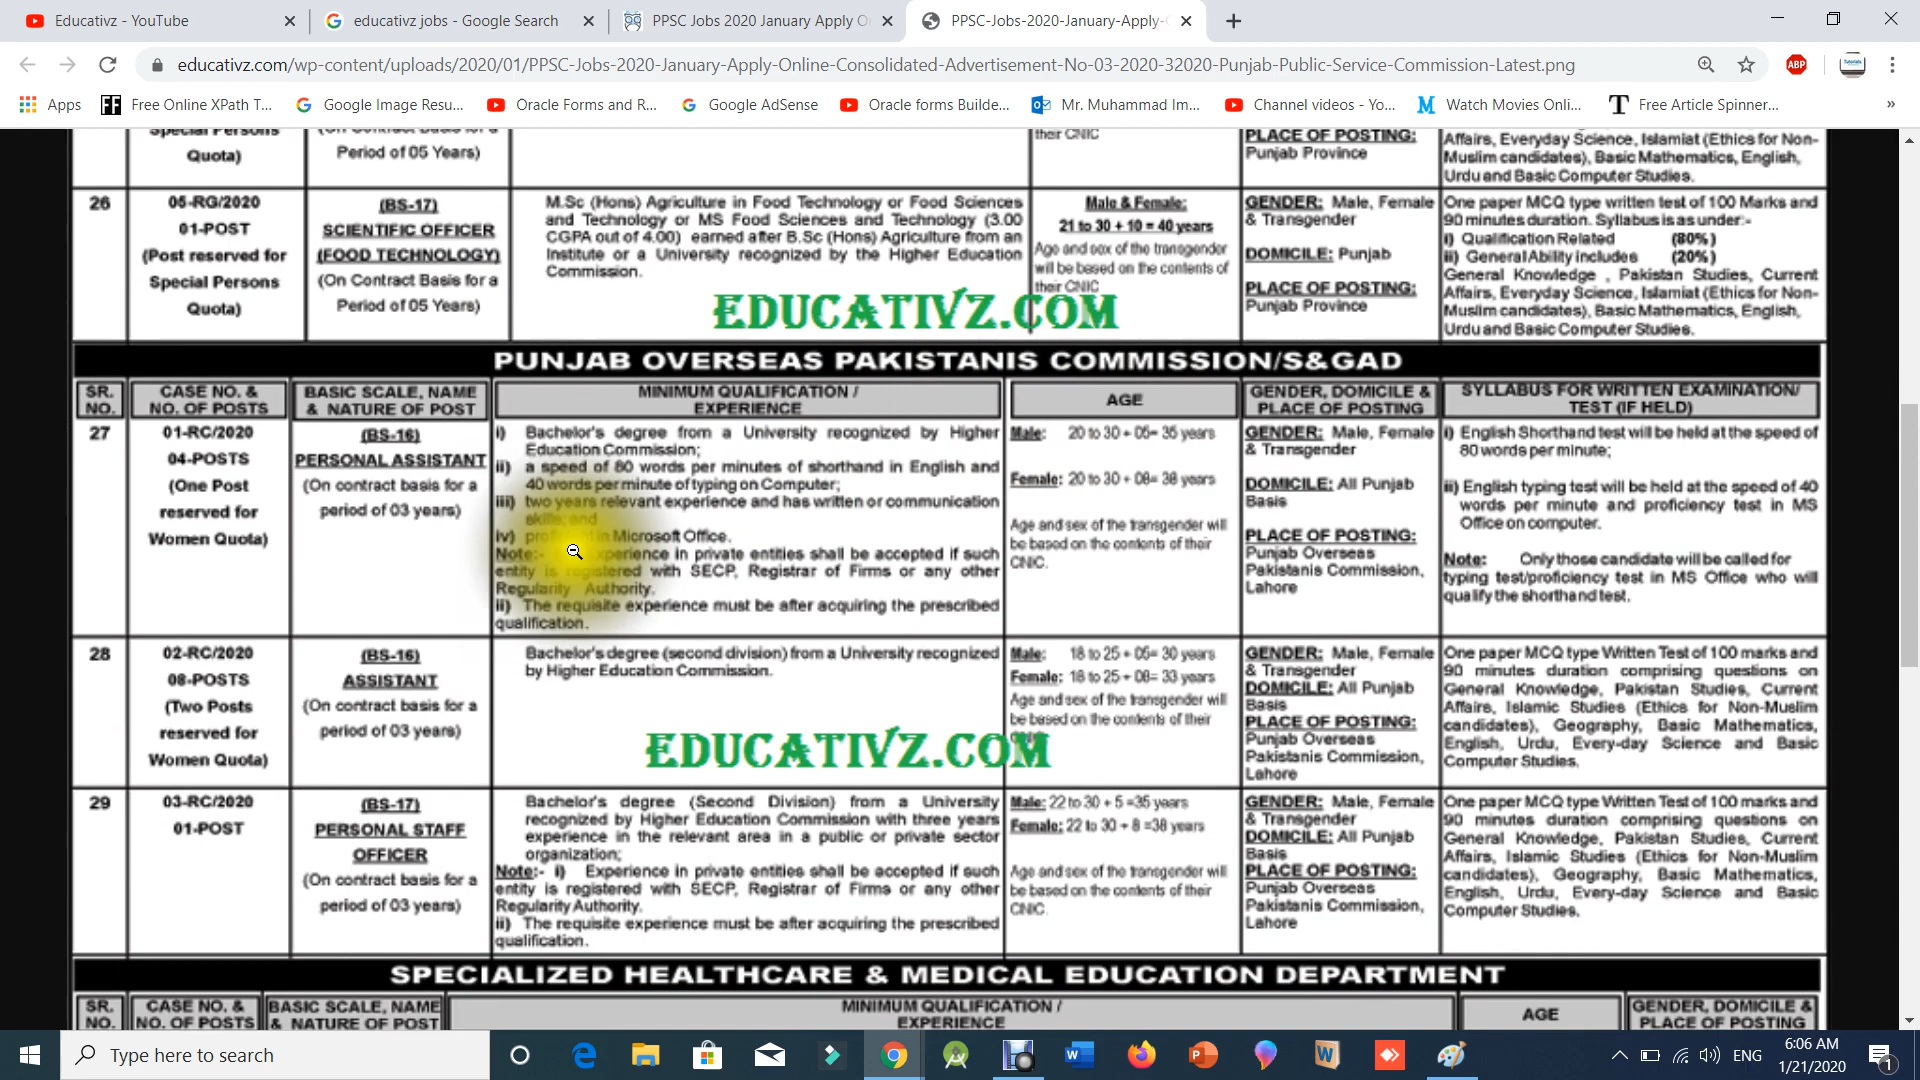 Educativz - YouTube
educativz jobs - Google Search
PPSC Jobs 2020 January Apply O
PPSC-Jobs-2020-January-Apply-
educativz.com/wp-content/uploads/2020/01/PPSC-Jobs-2020-January-Apply-Online-Consolidated-Advertisement-No-03-2020-32020-Punjab-Public-Service-Commission-Latest.png
ABP
Apps
Free Online XPath T...
Google Image Resu...
Oracle Forms and R...
Google AdSense
Oracle forms Builde...
Mr. Muhammad Im...
Channel videos - Yo...
Watch Movies Onli...
Free Article Spinner...
Special Persons
Quota)
Period of 05 Years)
their CNIC
PLACE OF POSTING:
Punjab Province
Affairs, Everyday Science, Islamiat (Ethics for Non-
Muslim candidates), Basic Mathematics, English,
Urdu and Basic Computer Studies.
26
05-RG/2020
01-POST
(Post reserved for
Special Persons
Quota)
(BS-17)
SCIENTIFIC OFFICER
(FOOD TECHNOLOGY)
(On Contract Basis for a
Period of 05 Years)
M.Sc (Hons) Agriculture in Food Technology or Food Sciences
and Technology or MS Food Sciences and Technology (3.00
CGPA out of 4.00) earned after B.Sc (Hons) Agriculture from an
Institute or a University recognized by the Higher Education
Commission.
Male & Female:
21 to 30 + 10 = 40 years
Age and sex of the transgender
will be based on the contents of
their CNIC
GENDER: Male, Female
& Transgender
DOMICILE: Punjab
PLACE OF POSTING:
Punjab Province
One paper MCQ type written test of 100 Marks and
90 minutes duration. Syllabus is as under:-
i) Qualification Related (80%)
ii) General Ability includes (20%)
General Knowledge , Pakistan Studies, Current
Affairs, Everyday Science, Islamiat (Ethics for Non-
Muslim candidates), Basic Mathematics, English,
Urdu and Basic Computer Studies.
EDUCATIVZ.COM
PUNJAB OVERSEAS PAKISTANIS COMMISSION/S&GAD
SR.
NO.
CASE NO. &
NO. OF POSTS
BASIC SCALE, NAME
& NATURE OF POST
MINIMUM QUALIFICATION /
EXPERIENCE
AGE
GENDER, DOMICILE &
PLACE OF POSTING
SYLLABUS FOR WRITTEN EXAMINATION/
TEST (IF HELD)
27
01-RC/2020
04-POSTS
(One Post
reserved for
Women Quota)
(BS-16)
PERSONAL ASSISTANT
(On contract basis for a
period of 03 years)
i) Bachelor's degree from a University recognized by Higher
Education Commission;
ii) a speed of 80 words per minutes of shorthand in English and
40 words per minute of typing on Computer;
iii) two years relevant experience and has written or communication
skills; and
iv) proficient in Microsoft Office.
Note:- experience in private entities shall be accepted if such
entity is registered with SECP, Registrar of Firms or any other
Regularity Authority.
ii) The requisite experience must be after acquiring the prescribed
qualification.
Male: 20 to 30 + 05= 35 years
Female: 20 to 30 + 08= 38 years
Age and sex of the transgender will
be based on the contents of their
CNIC.
GENDER: Male, Female
& Transgender
DOMICILE: All Punjab
Basis
PLACE OF POSTING:
Punjab Overseas
Pakistanis Commission,
Lahore
i) English Shorthand test will be held at the speed of
80 words per minute;
ii) English typing test will be held at the speed of 40
words per minute and proficiency test in MS
Office on computer.
Note: Only those candidate will be called for
typing test/proficiency test in MS Office who will
qualify the shorthand test.
28
02-RC/2020
08-POSTS
(Two Posts
reserved for
Women Quota)
(BS-16)
ASSISTANT
(On contract basis for a
period of 03 years)
Bachelor's degree (second division) from a University recognized
by Higher Education Commission.
Male: 18 to 25 + 05= 30 years
Female: 18 to 25 + 08= 33 years
Age and sex of the transgender will
be based on the contents of their
GENDER: Male, Female
& Transgender
DOMICILE: All Punjab
Basis
PLACE OF POSTING:
Punjab Overseas
Pakistanis Commission,
Lahore
One paper MCQ type Written Test of 100 marks and
90 minutes duration comprising questions on
General Knowledge, Pakistan Studies, Current
Affairs, Islamic Studies (Ethics for Non-Muslim
candidates), Geography, Basic Mathematics,
English, Urdu, Every-day Science and Basic
Computer Studies.
EDUCATIVZ.COM
29
03-RC/2020
01-POST
(BS-17)
PERSONAL STAFF
OFFICER
(On contract basis for a
period of 03 years)
Bachelor's degree (Second Division) from a University
recognized by Higher Education Commission with three years
experience in the relevant area in a public or private sector
organization;
Note:- i) Experience in private entities shall be accepted if such
entity is registered with SECP, Registrar of Firms or any other
Regularity Authority.
ii) The requisite experience must be after acquiring the prescribed
qualification.
Male: 22 to 30 + 5 =35 years
Female: 22 to 30 + 8 =38 years
Age and sex of the transgender will
be based on the contents of their
CNIC.
GENDER: Male, Female
& Transgender
DOMICILE: All Punjab
Basis
PLACE OF POSTING:
Punjab Overseas
Pakistanis Commission,
Lahore
One paper MCQ type Written Test of 100 marks and
90 minutes duration comprising questions on
General Knowledge, Pakistan Studies, Current
Affairs, Islamic Studies (Ethics for Non-Muslim
candidates), Geography, Basic Mathematics,
English, Urdu, Every-day Science and Basic
Computer Studies.
SPECIALIZED HEALTHCARE & MEDICAL EDUCATION DEPARTMENT
SR.
NO.
CASE NO. &
NO. OF POSTS
BASIC SCALE, NAME
& NATURE OF POST
MINIMUM QUALIFICATION /
EXPERIENCE
AGE
GENDER, DOMICILE &
PLACE OF POSTING
Type here to search
ENG
6:06 AM
1/21/2020
1